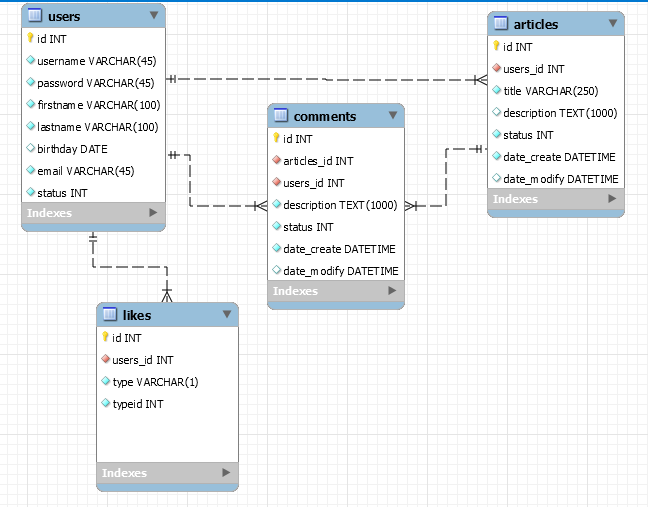 users
id INT
username VARCHAR(45)
password VARCHAR(45)
firstname VARCHAR(100)
lastname VARCHAR(100)
birthday DATE
email VARCHAR(45)
status INT
Indexes
articles
id INT
users_id INT
title VARCHAR(250)
description TEXT(1000)
status INT
date_create DATETIME
date_modify DATETIME
Indexes
comments
id INT
articles_id INT
users_id INT
description TEXT(1000)
status INT
date_create DATETIME
date_modify DATETIME
Indexes
likes
id INT
users_id INT
type VARCHAR(1)
typeid INT
Indexes